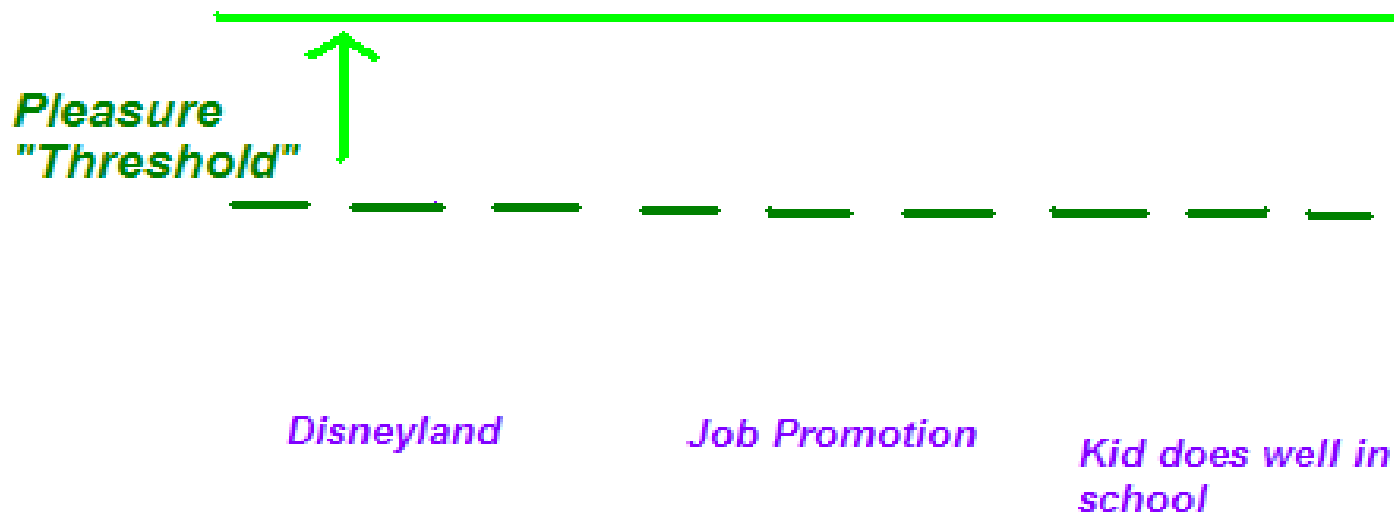 Pleasure
"Threshold"
Disneyland
Job Promotion
Kid does well in
school